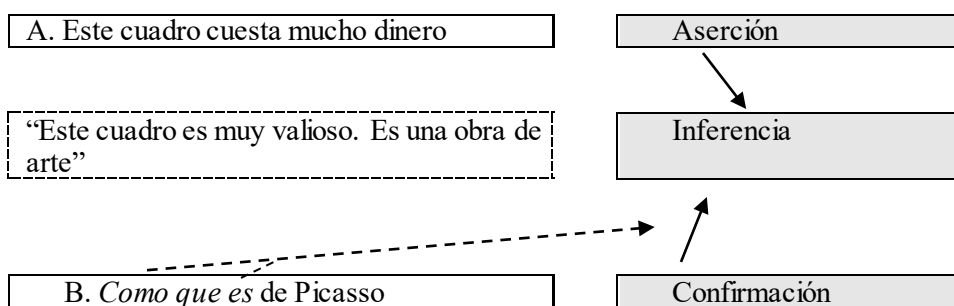 A. Este cuadro cuesta mucho dinero
Aserción
“Este cuadro es muy valioso. Es una obra de
arte”
Inferencia
B. Como que es de Picasso
Confirmación